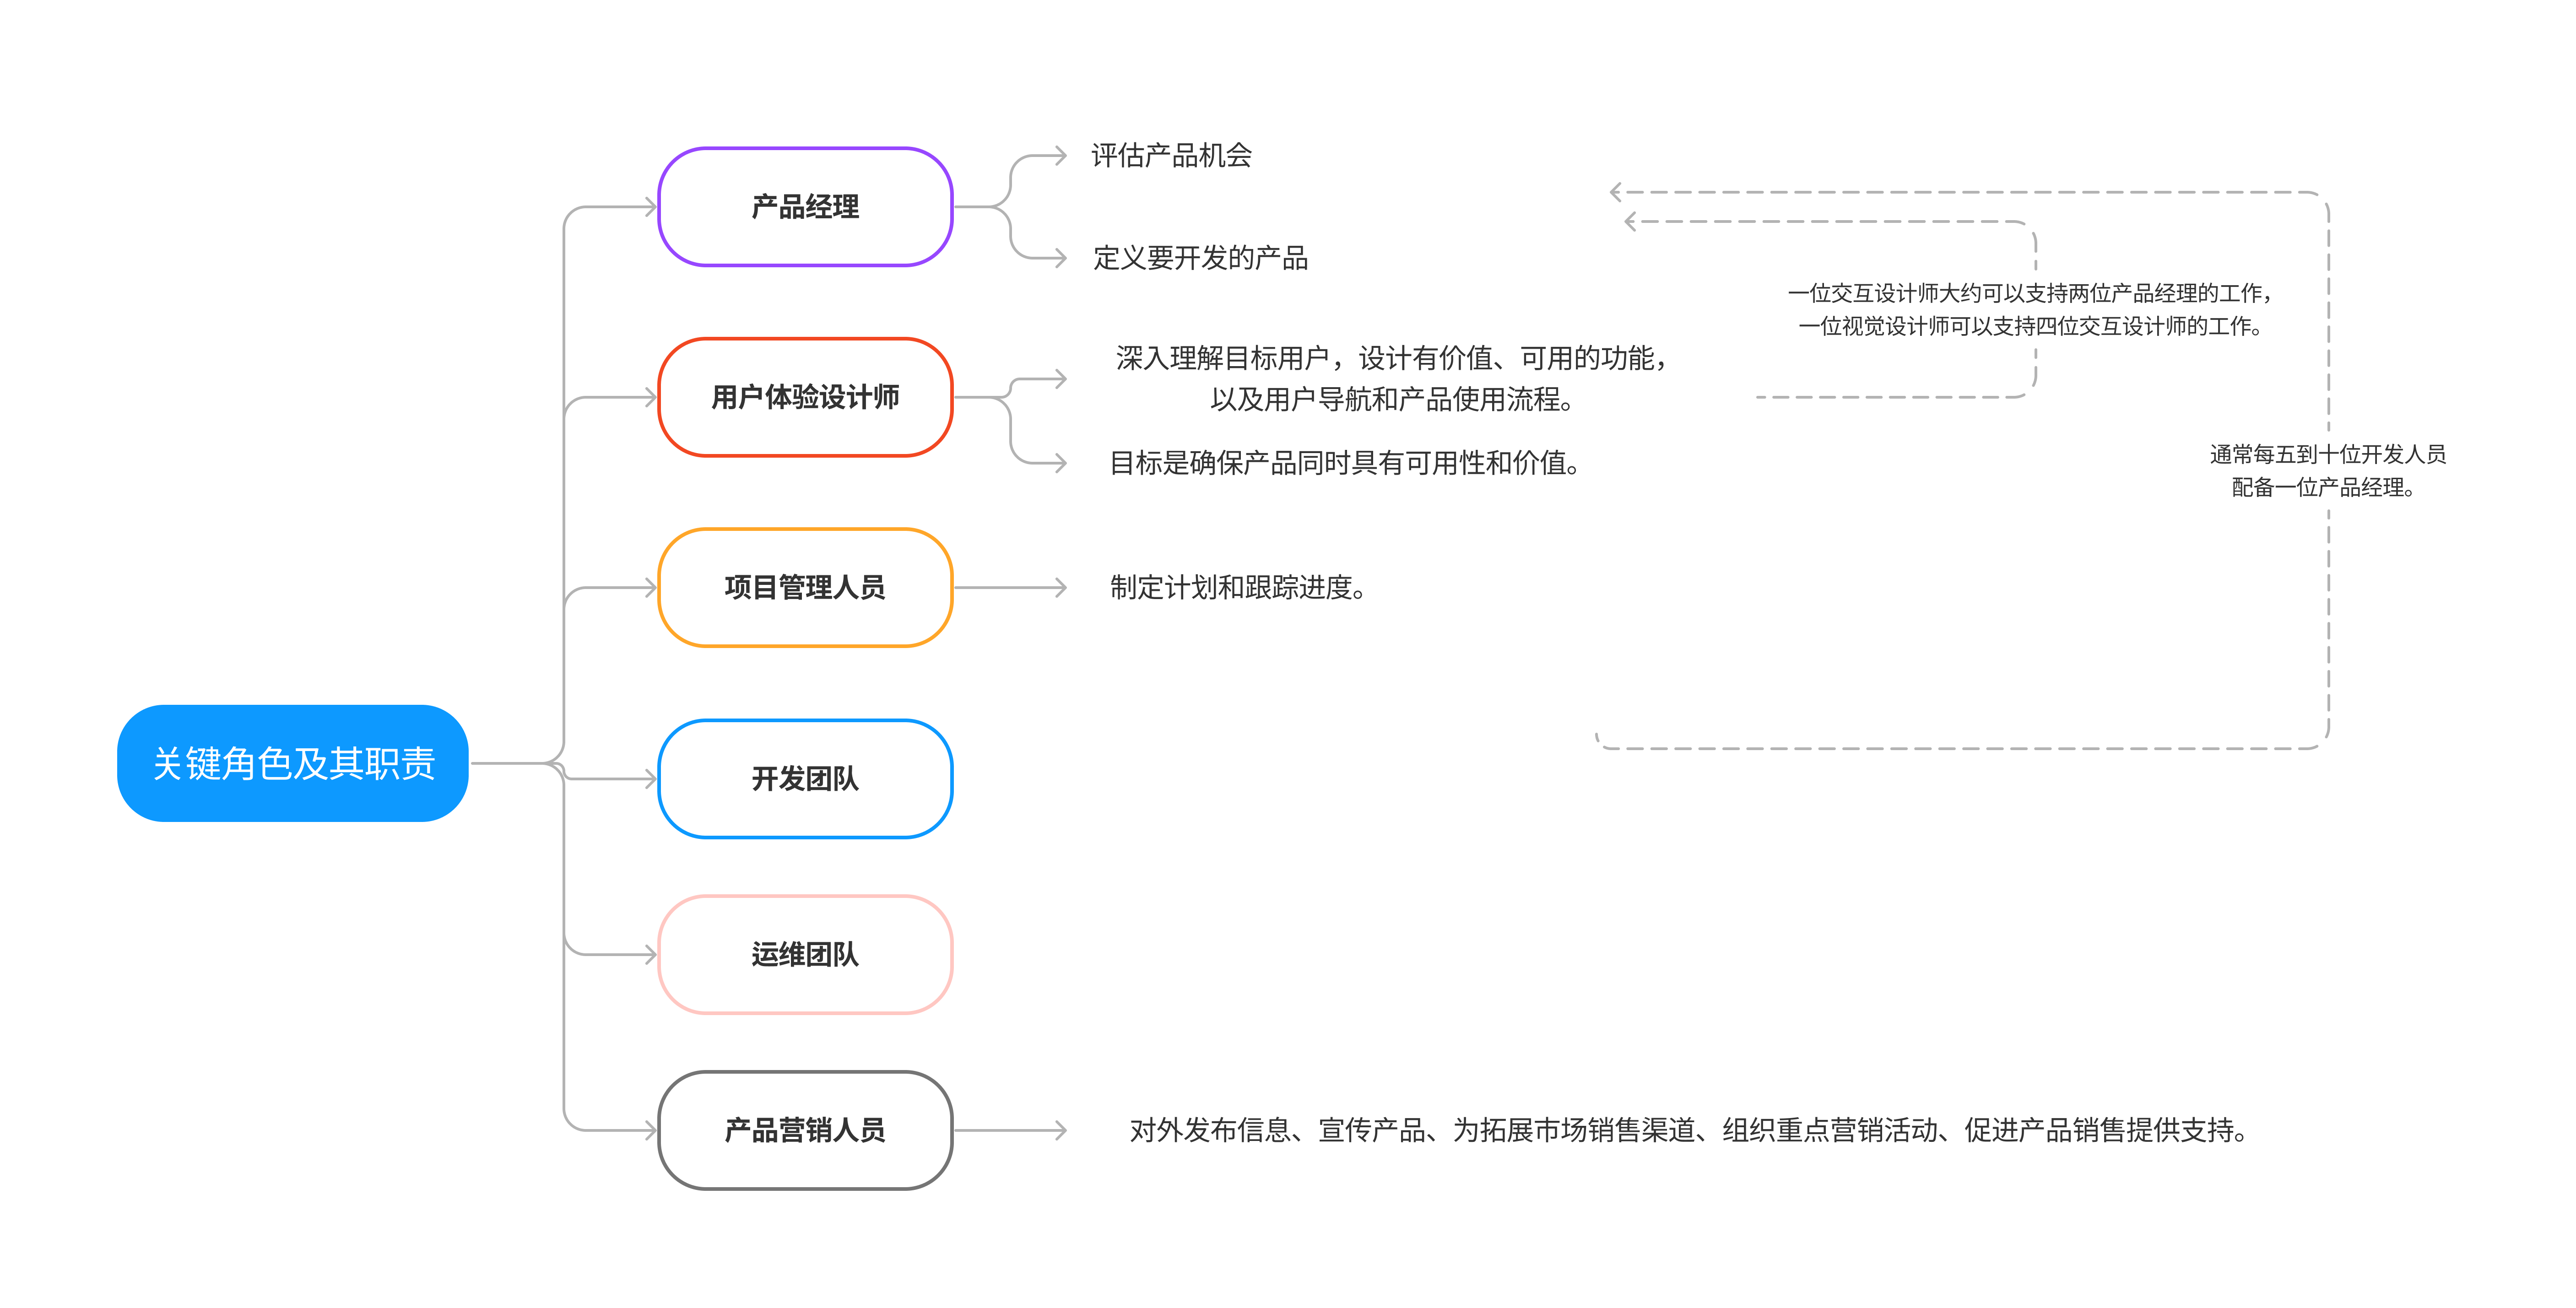 关键角色及其职责
产品经理
评估产品机会
定义要开发的产品
用户体验设计师
深入理解目标用户，设计有价值、可用的功能，
以及用户导航和产品使用流程。
目标是确保产品同时具有可用性和价值。
一位交互设计师大约可以支持两位产品经理的工作，
一位视觉设计师可以支持四位交互设计师的工作。
通常每五到十位开发人员
配备一位产品经理。
项目管理人员
制定计划和跟踪进度。
开发团队
运维团队
产品营销人员
对外发布信息、宣传产品、为拓展市场销售渠道、组织重点营销活动、促进产品销售提供支持。